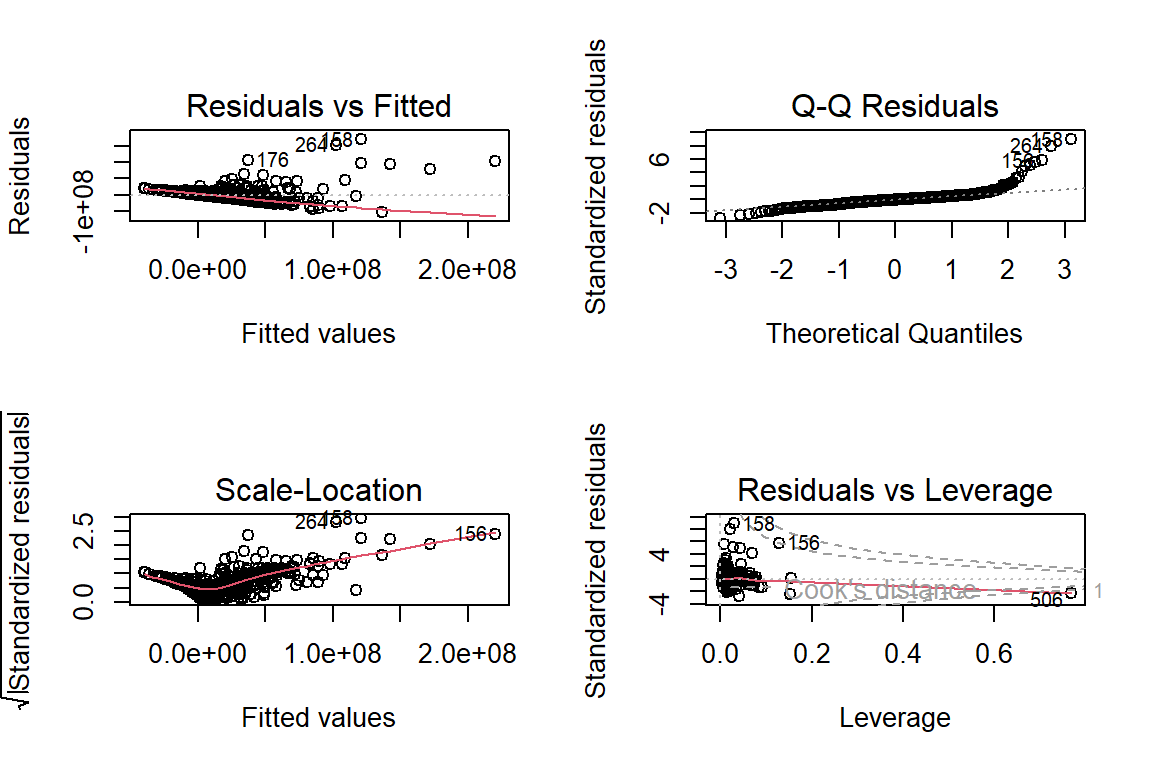 Residuals vs Fitted
Residuals
-1e+08
158
264
176
0.0e+00 1.0e+08 2.0e+08
Fitted values
Q-Q Residuals
Standardized residuals
-2 6
158
264
156
-3 -2 -1 0 1 2 3
Theoretical Quantiles
Scale-Location
√|Standardized residuals|
0.0 2.5
158
264
156
0.0e+00 1.0e+08 2.0e+08
Fitted values
Residuals vs Leverage
Standardized residuals
-4 4
158
156
Cook's distance
506
1
0.0 0.2 0.4 0.6
Leverage